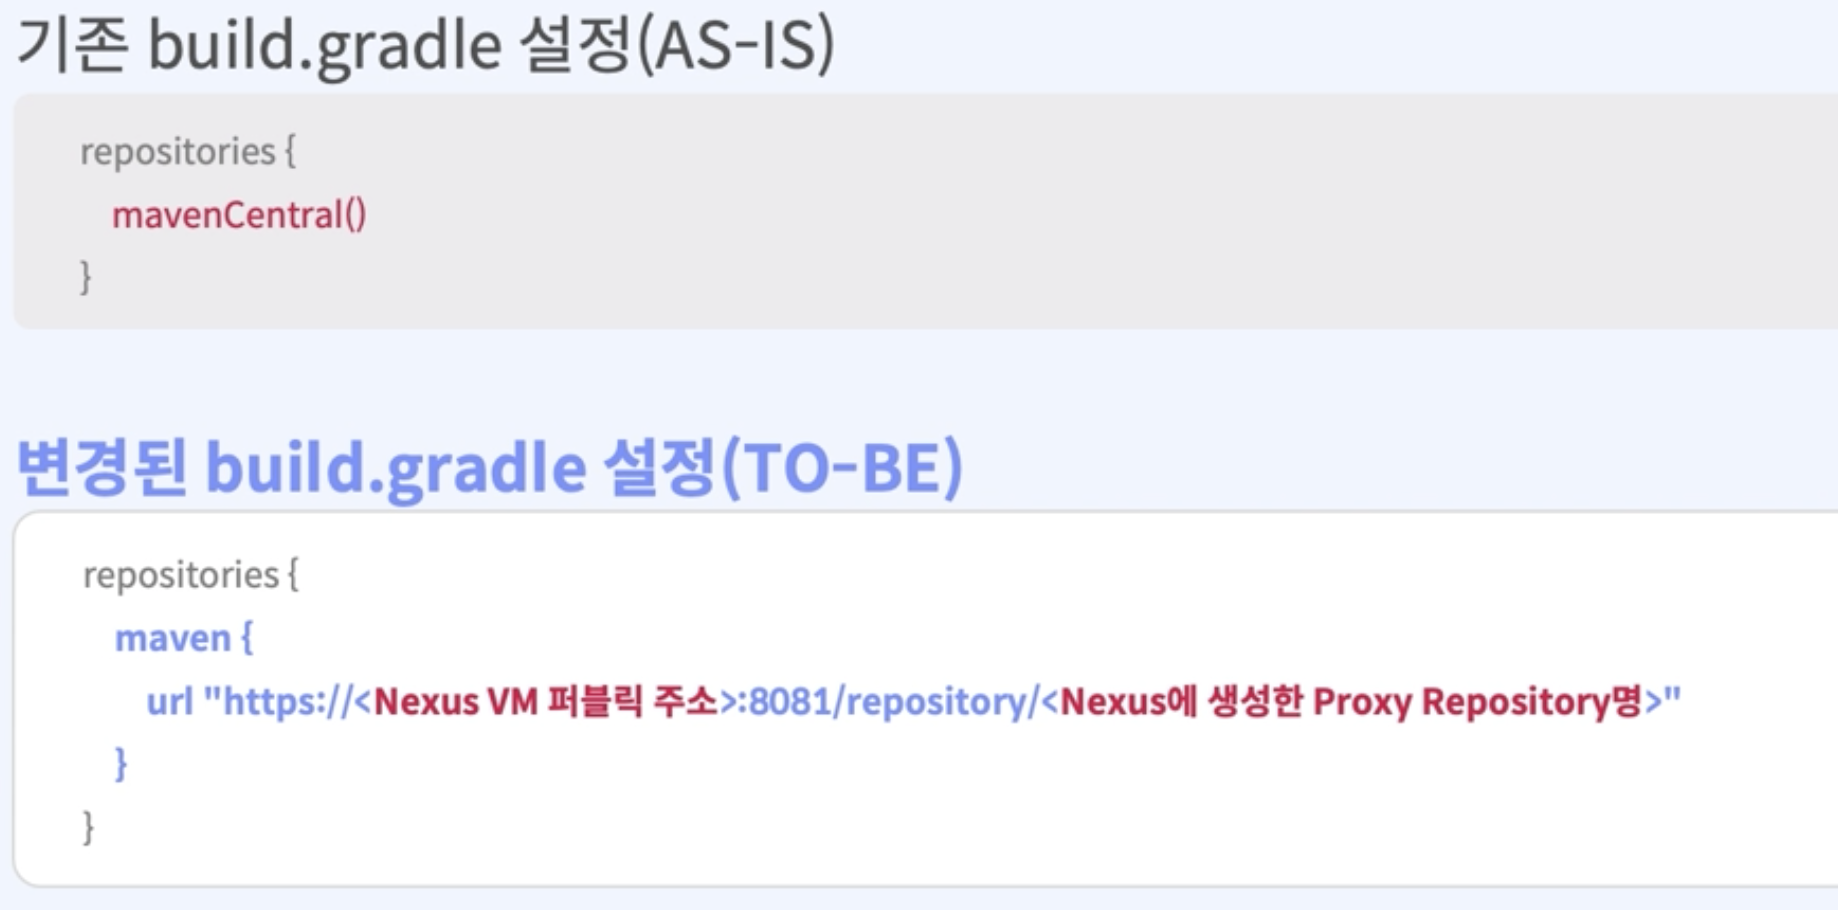 기존 build.gradle 설정(AS-IS)
repositories {
mavenCentral()
}
변경된 build.gradle 설정(TO-BE)
repositories {
maven {
url "https://<Nexus VM 퍼블릭 주소>:8081/repository/<Nexus에 생성한 Proxy Repository명>"
}
}